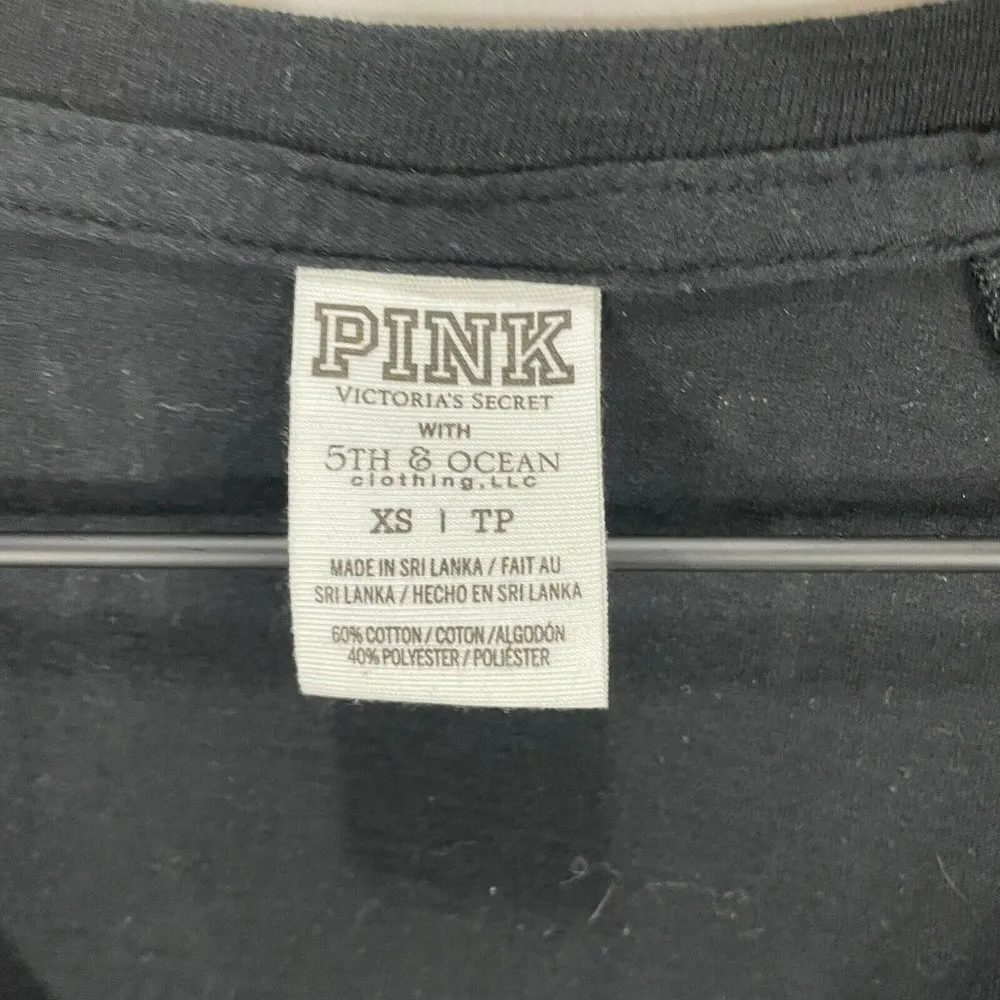 PINK
VICTORIA'S SECRET
WITH
5TH & OCEAN
clothing, LLC
XS | TP
MADE IN SRI LANKA / FAIT AU
SRI LANKA / HECHO EN SRI LANKA
60% COTTON / COTON /ALGODÓN
40% POLYESTER / POLIÉSTER